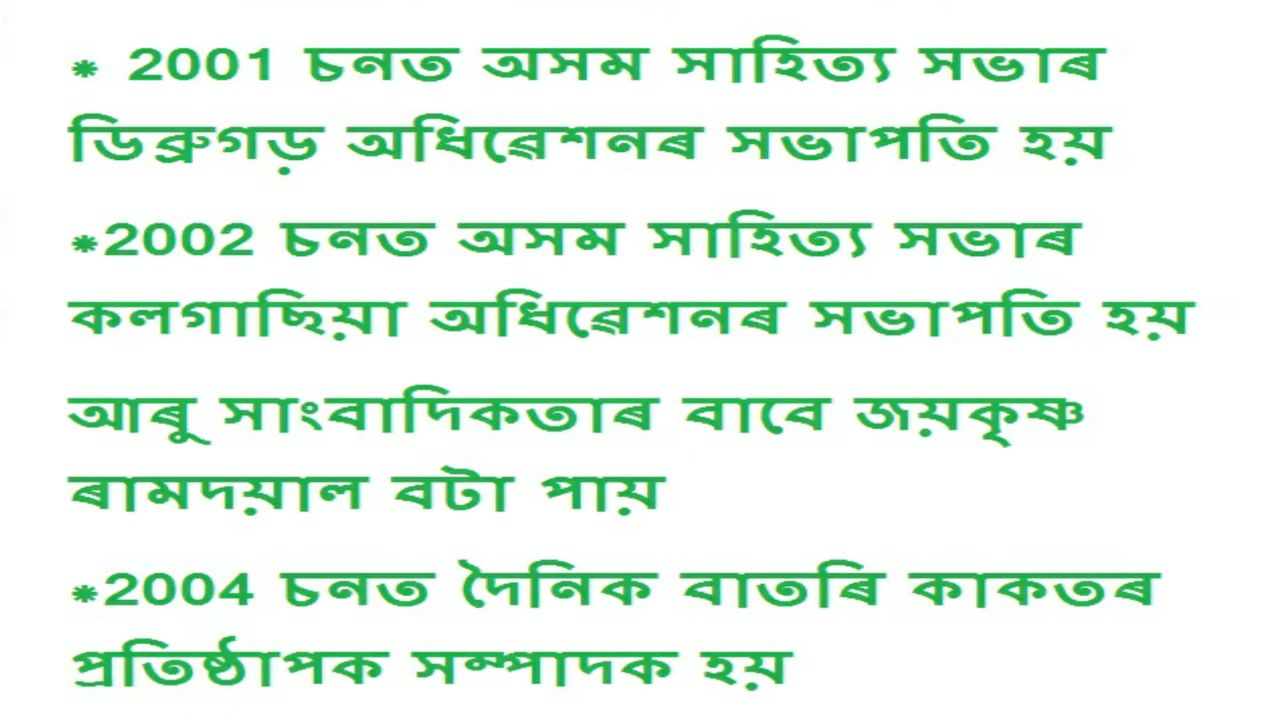 * 2001 চনত অসম সাহিত্য সভাৰ
ডিব্রুগড় অধিৱেশনৰ সভাপতি হয়
*2002 চনত অসম সাহিত্য সভাৰ
কলগাছিয়া অধিৱেশনৰ সভাপতি হয়
আৰু সাংবাদিকতাৰ বাবে জয়কৃষ্ণ
ৰামদয়াল বটা পায়
*2004 চনত দৈনিক বাতৰি কাকতৰ
প্ৰতিষ্ঠাপক সম্পাদক হয়